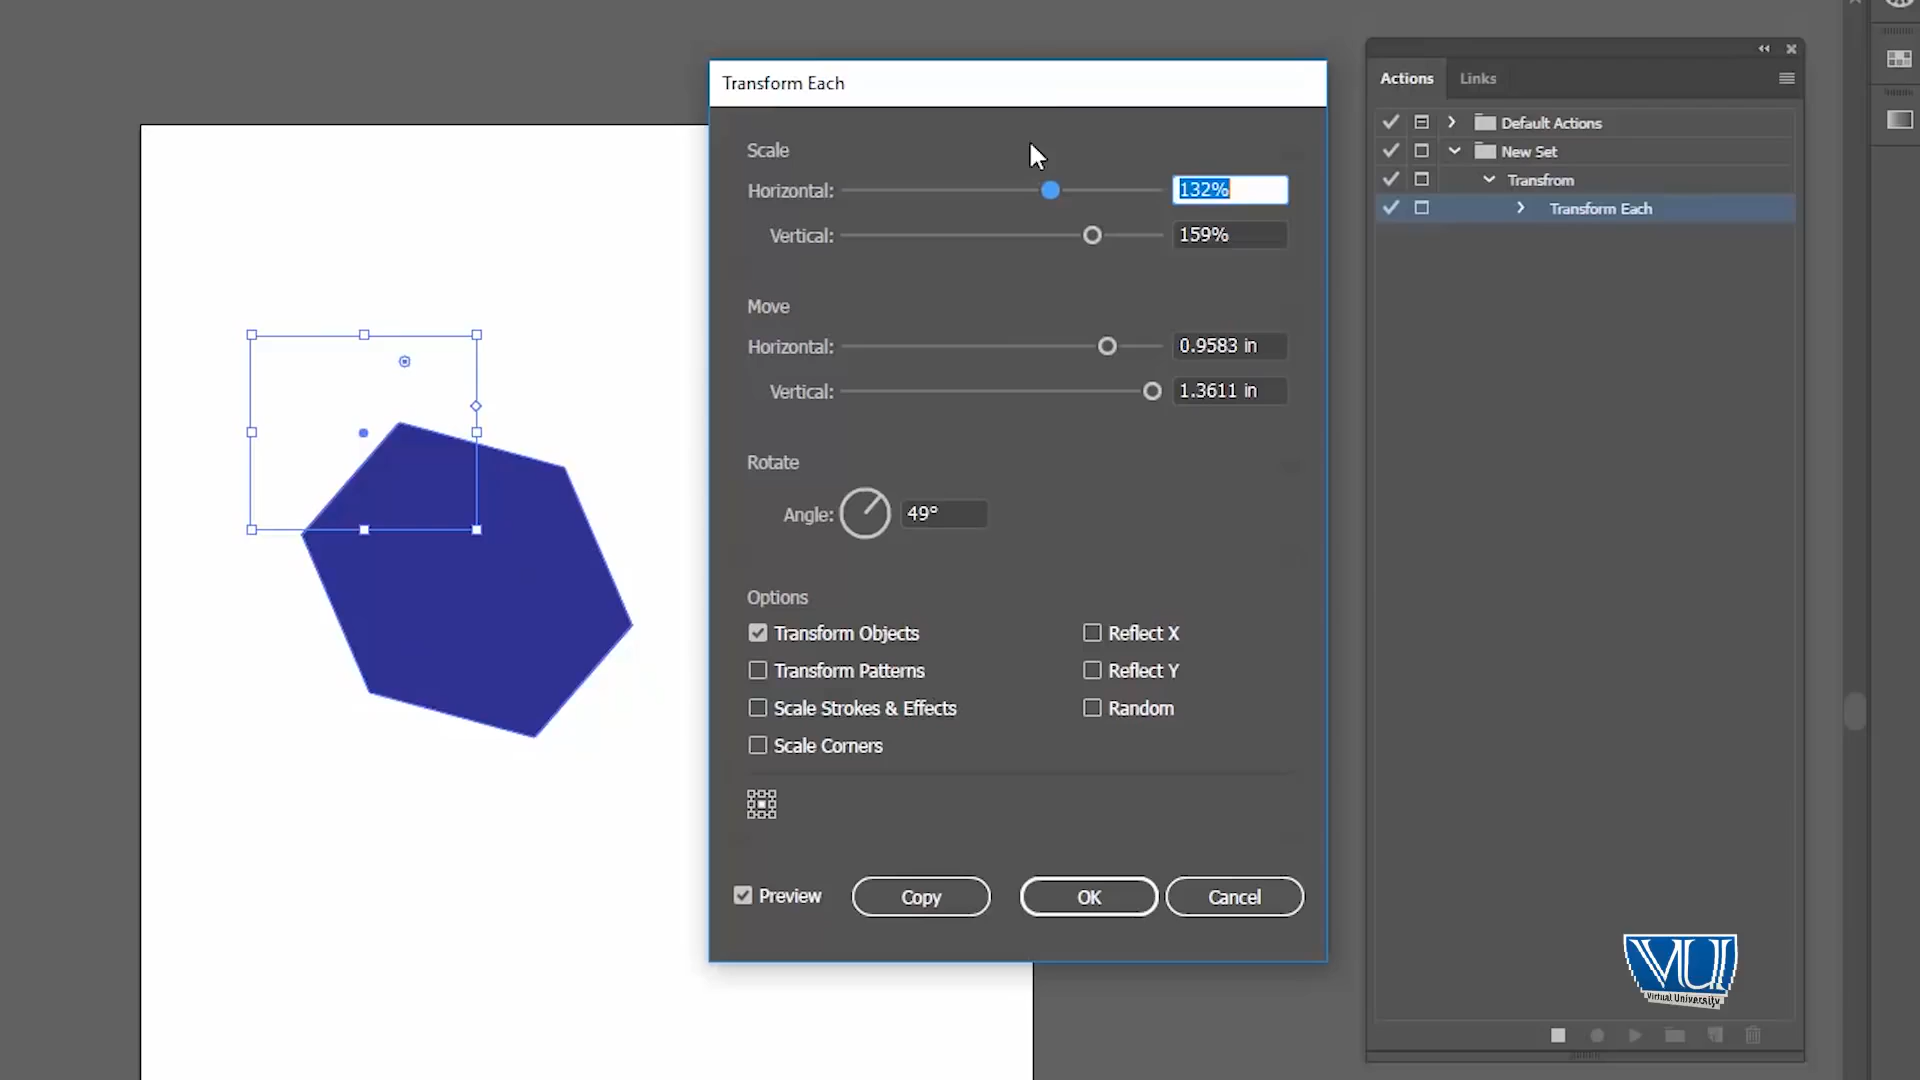 Transform Each
Scale
Horizontal: 132%
Vertical: 159%
Move
Horizontal: 0.9583 in
Vertical: 1.3611 in
Rotate
Angle: 49°
Options
Transform Objects
Reflect X
Transform Patterns
Reflect Y
Scale Strokes & Effects
Random
Scale Corners
Preview
Copy
OK
Cancel
Actions
Links
Default Actions
New Set
Transfrom
Transform Each
VU
Virtual University